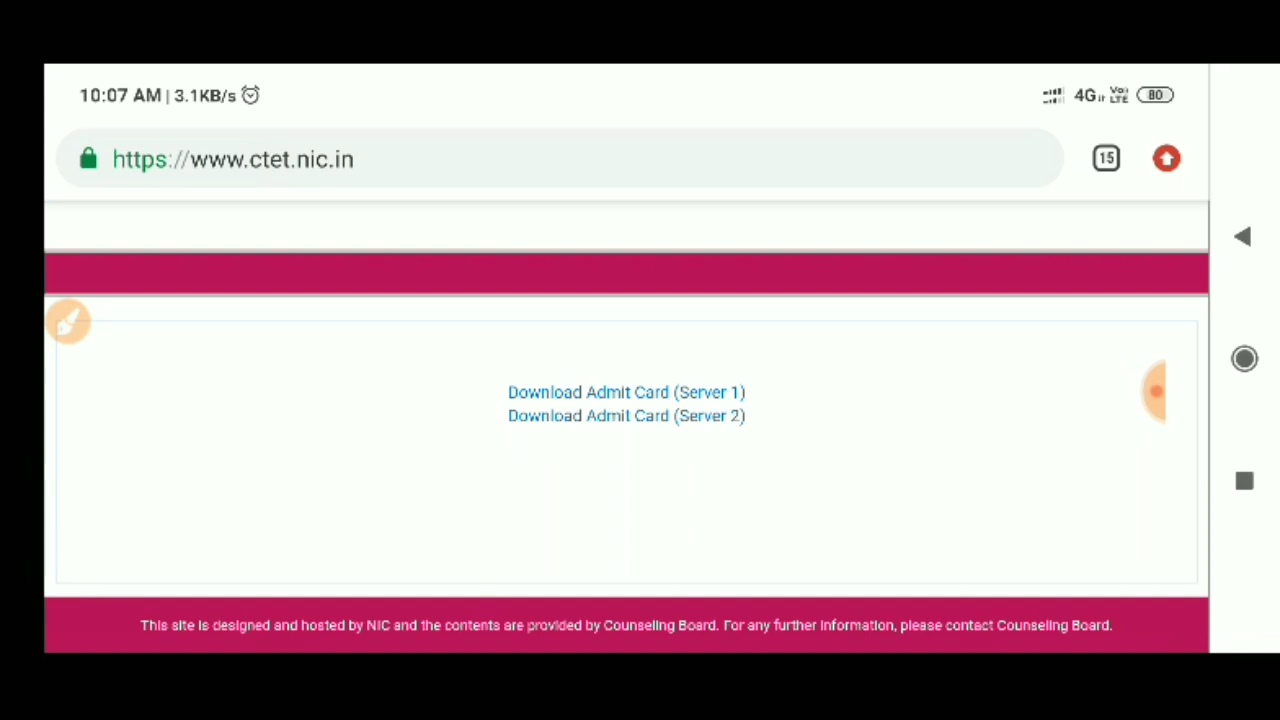 10:07 AM | 3.1KB/s
4G Vo LTE 80
https://www.ctet.nic.in
15
Download Admit Card (Server 1)
Download Admit Card (Server 2)
This site is designed and hosted by NIC and the contents are provided by Counseling Board. For any further information, please contact Counseling Board.